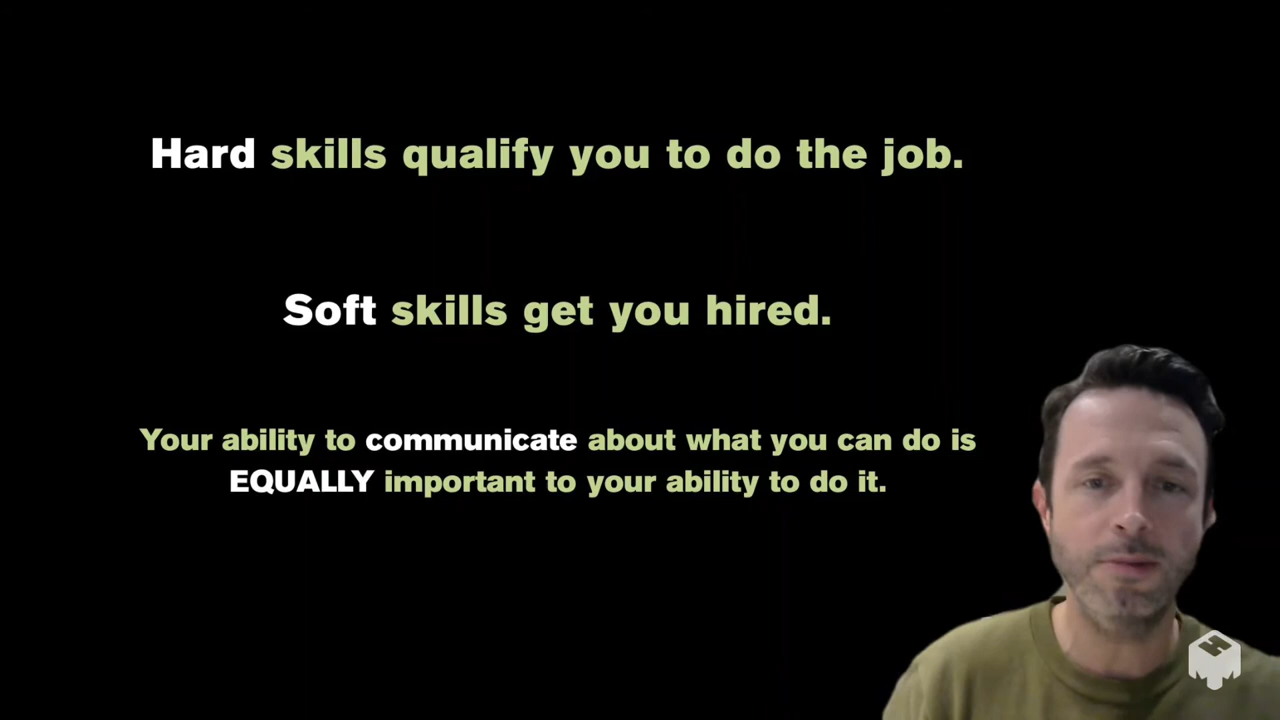 Hard skills qualify you to do the job.
Soft skills get you hired.
Your ability to communicate about what you can do is
EQUALLY important to your ability to do it.